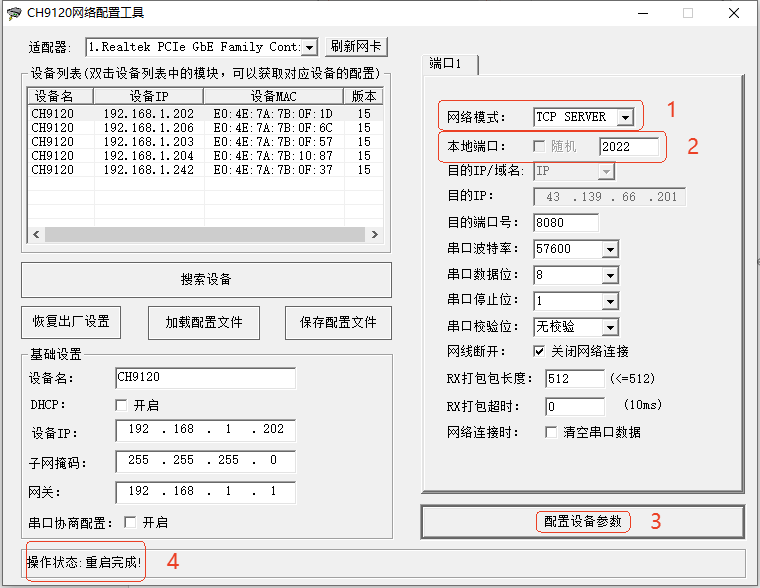 CH9120网络配置工具
适配器: 1.Realtek PCIe GbE Family Cont: 刷新网卡
设备列表(双击设备列表中的模块，可以获取对应设备的配置)
设备名 设备IP 设备MAC 版本
CH9120 192.168.1.202 E0:4E:7A:7B:0F:1D 15
CH9120 192.168.1.206 E0:4E:7A:7B:0F:6C 15
CH9120 192.168.1.203 E0:4E:7A:7B:0F:57 15
CH9120 192.168.1.204 E0:4E:7A:7B:10:87 15
CH9120 192.168.1.242 E0:4E:7A:7B:0F:37 15
搜索设备
恢复出厂设置 加载配置文件 保存配置文件
基础设置
设备名: CH9120
DHCP: 开启
设备IP: 192 . 168 . 1 . 202
子网掩码: 255 . 255 . 255 . 0
网关: 192 . 168 . 1 . 1
串口协商配置: 开启
端口1
网络模式: TCP SERVER 1
本地端口: 随机 2022 2
目的IP/域名: IP
目的IP: 43 .139 . 66 .201
目的端口号: 8080
串口波特率: 57600
串口数据位: 8
串口停止位: 1
串口校验位: 无校验
网线断开: 关闭网络连接
RX打包包长度: 512 (<=512)
RX打包超时: 0 (10ms)
网络连接时: 清空串口数据
配置设备参数 3
操作状态:重启完成! 4